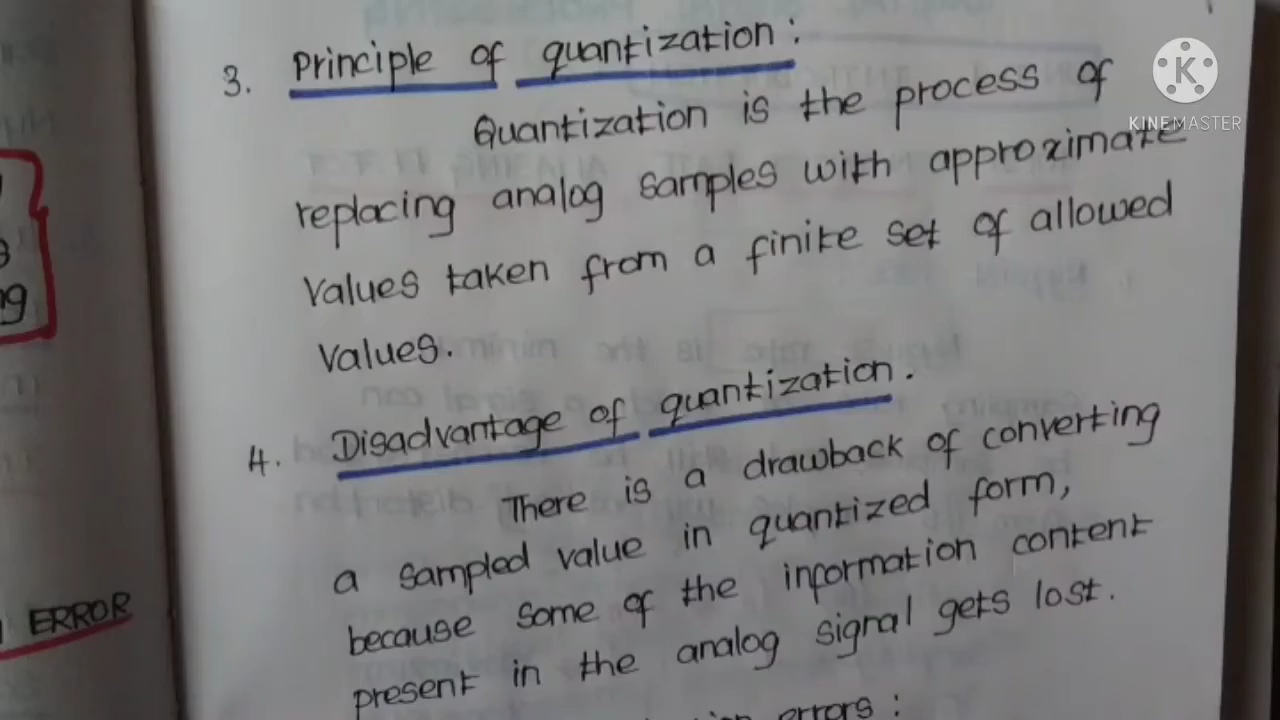 3. Principle of quantization:
Quantization is the process of
replacing analog samples with approximate
values taken from a finite set of allowed
values.
4. Disadvantage of quantization.
There is a drawback of converting
a sampled value in quantized form,
because some of the information content
present in the analog signal gets lost.
errors:
ERROR
KINEMASTER